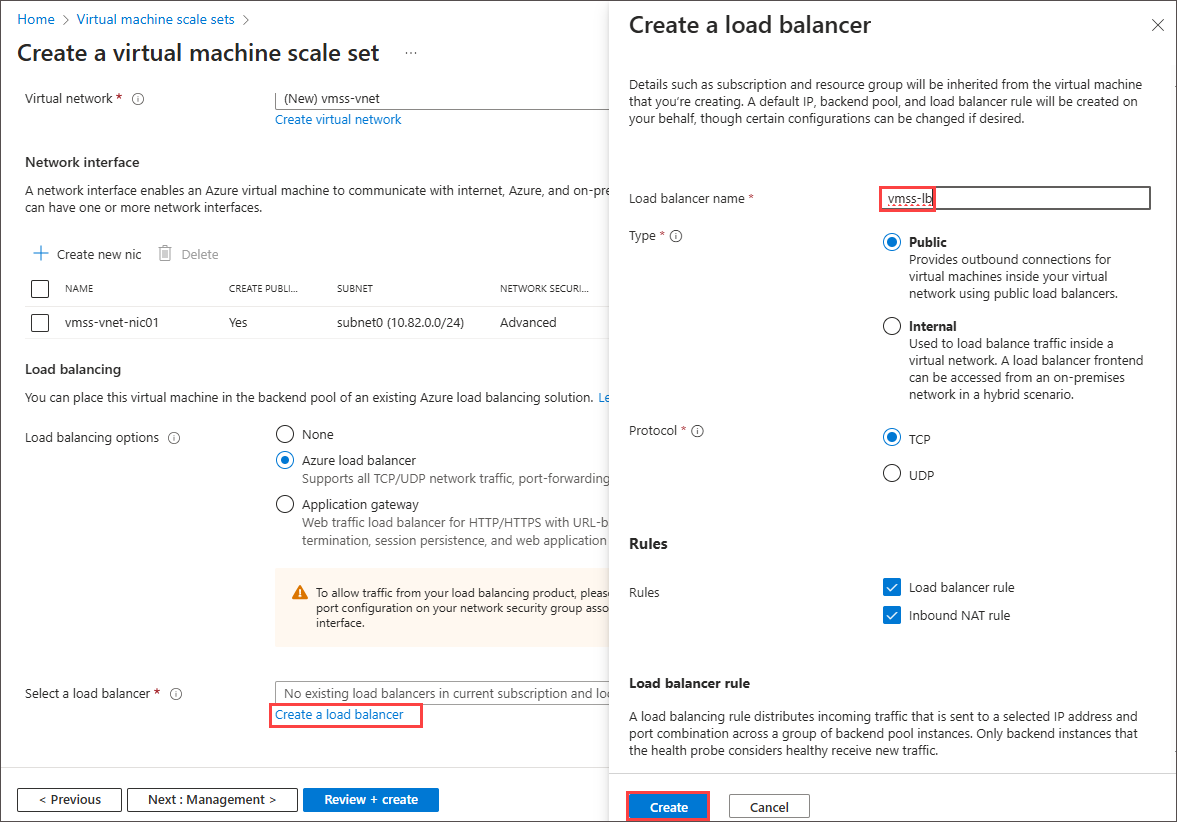 Home > Virtual machine scale sets >
Create a virtual machine scale set ...
Virtual network *
(New) vmss-vnet
Create virtual network
Network interface
A network interface enables an Azure virtual machine to communicate with internet, Azure, and on-pre
can have one or more network interfaces.
Create new nic Delete
NAME CREATE PUBLI... SUBNET NETWORK SECURI...
vmss-vnet-nic01 Yes subnet0 (10.82.0.0/24) Advanced
Load balancing
You can place this virtual machine in the backend pool of an existing Azure load balancing solution. Le
Load balancing options
None
Azure load balancer
Supports all TCP/UDP network traffic, port-forwarding
Application gateway
Web traffic load balancer for HTTP/HTTPS with URL-b
termination, session persistence, and web application
To allow traffic from your load balancing product, pleas
port configuration on your network security group asso
interface.
Select a load balancer *
No existing load balancers in current subscription and loc
Create a load balancer
< Previous Next : Management > Review + create
Create a load balancer
Details such as subscription and resource group will be inherited from the virtual machine
that you're creating. A default IP, backend pool, and load balancer rule will be created on
your behalf, though certain configurations can be changed if desired.
Load balancer name *
vmss-lb
Type *
Public
Provides outbound connections for
virtual machines inside your virtual
network using public load balancers.
Internal
Used to load balance traffic inside a
virtual network. A load balancer frontend
can be accessed from an on-premises
network in a hybrid scenario.
Protocol *
TCP
UDP
Rules
Rules
Load balancer rule
Inbound NAT rule
Load balancer rule
A load balancing rule distributes incoming traffic that is sent to a selected IP address and
port combination across a group of backend pool instances. Only backend instances that
the health probe considers healthy receive new traffic.
Create Cancel